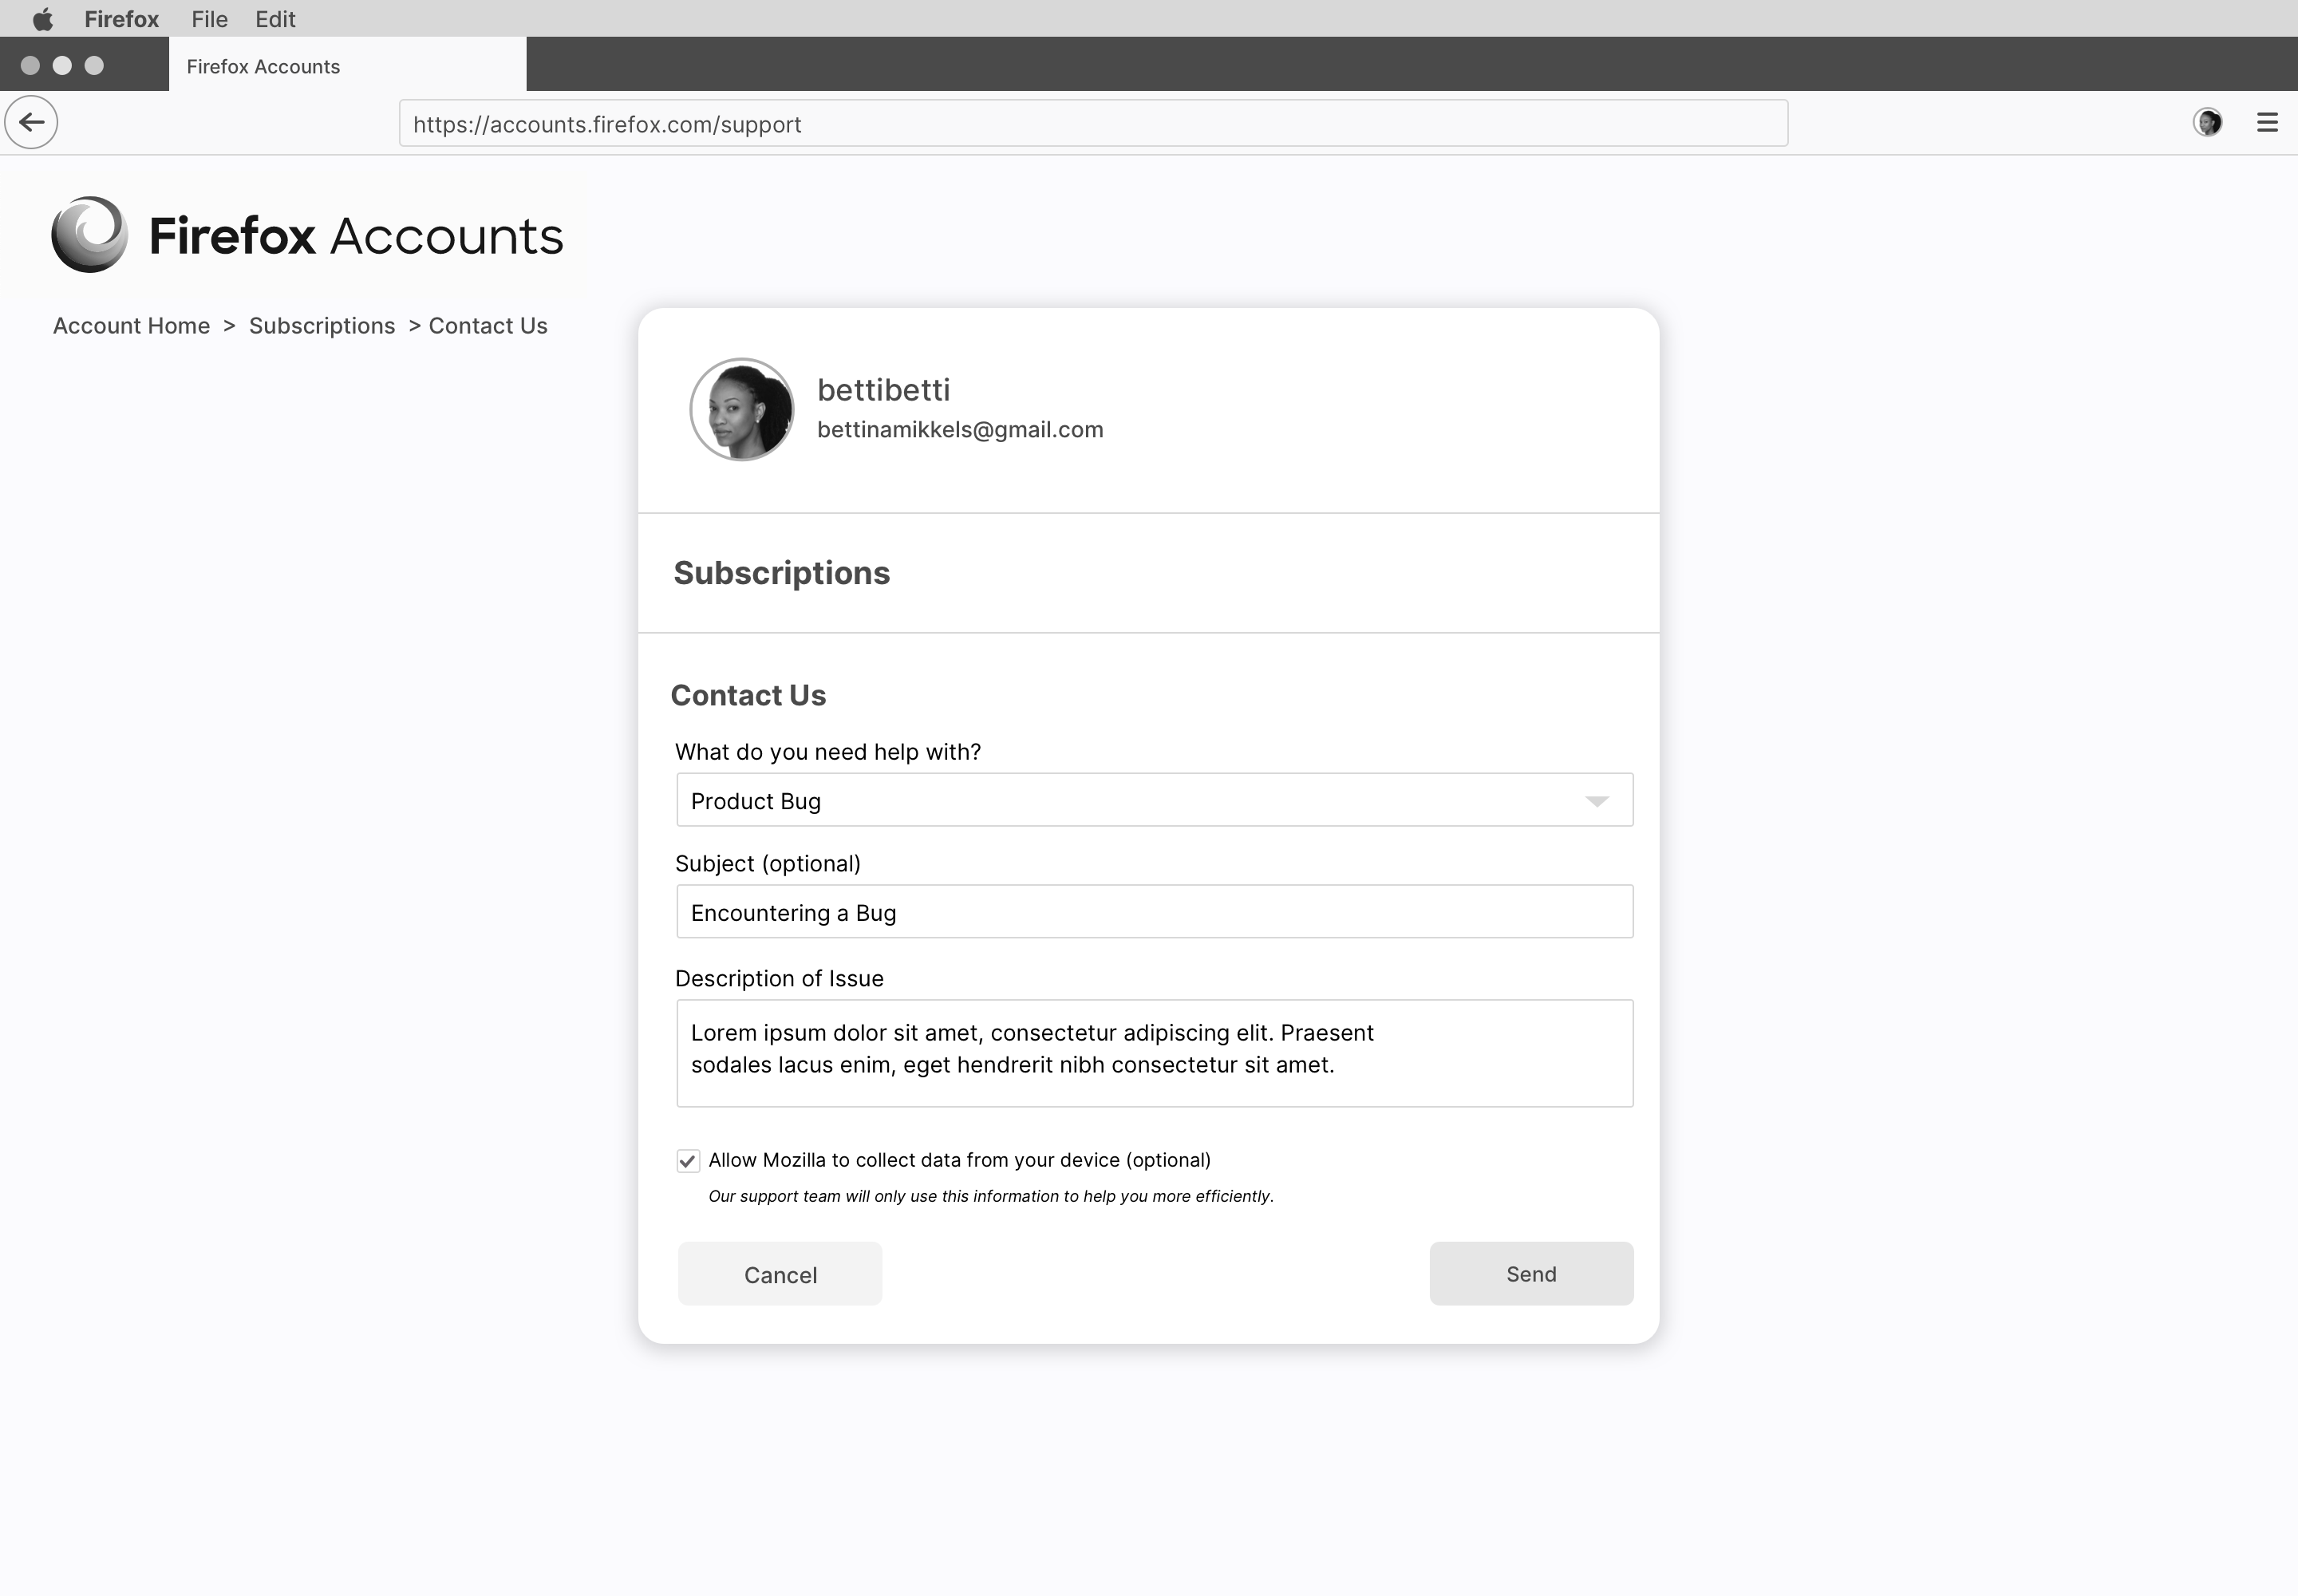 Firefox File Edit
Firefox Accounts
https://accounts.firefox.com/support
Firefox Accounts
Account Home > Subscriptions > Contact Us
bettibetti
bettinamikkels@gmail.com
Subscriptions
Contact Us
What do you need help with?
Product Bug
Subject (optional)
Encountering a Bug
Description of Issue
Lorem ipsum dolor sit amet, consectetur adipiscing elit. Praesent
sodales lacus enim, eget hendrerit nibh consectetur sit amet.
Allow Mozilla to collect data from your device (optional)
Our support team will only use this information to help you more efficiently.
Cancel
Send